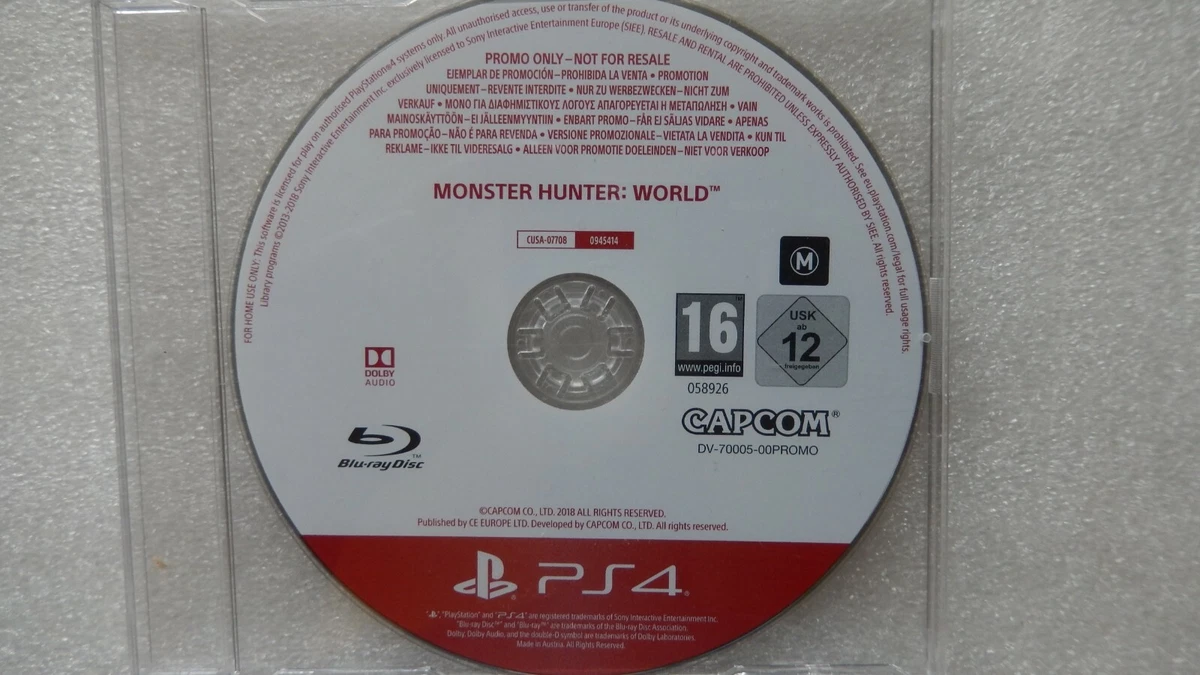 FOR HOME USE ONLY: This software is licensed for play on authorised PlayStation®4 systems only. All unauthorised access, use or transfer of the product or its underlying copyright and trademark works is prohibited. See eu.playstation.com/legal for full usage rights.
Library programs ©2013-2018 Sony Interactive Entertainment Inc. exclusively licensed to Sony Interactive Entertainment Europe (SIEE). RESALE AND RENTAL ARE PROHIBITED UNLESS EXPRESSLY AUTHORISED BY SIEE. All rights reserved.
PROMO ONLY–NOT FOR RESALE
EJEMPLAR DE PROMOCIÓN–PROHIBIDA LA VENTA • PROMOTION
UNIQUEMENT–REVENTE INTERDITE • NUR ZU WERBEZWECKEN–NICHT ZUM
VERKAUF • ΜΟΝΟ ΓΙΑ ΔΙΑΦΗΜΙΣΤΙΚΟΥΣ ΛΟΓΟΥΣ ΑΠΑΓΟΡΕΥΕΤΑΙ Η ΜΕΤΑΠΩΛΗΣΗ • VAIN
MAINOSKÄYTTÖÖN–EI JÄLLEENMYYNTIIN • ENBART PROMO–FÅR EJ SÄLJAS VIDARE • APENAS
PARA PROMOÇÃO–NÃO É PARA REVENDA • VERSIONE PROMOZIONALE–VIETATA LA VENDITA • KUN TIL
REKLAME–IKKE TIL VIDERESALG • ALLEEN VOOR PROMOTIE DOELEINDEN–NIET VOOR VERKOOP
MONSTER HUNTER: WORLD™
CUSA-07708 0945414
M
16
www.pegi.info
058926
USK
ab
12
freigegeben
DOLBY
AUDIO
CAPCOM®
DV-70005-00PROMO
Blu-ray Disc™
©CAPCOM CO., LTD. 2018 ALL RIGHTS RESERVED.
Published by CE EUROPE LTD. Developed by CAPCOM CO., LTD. All rights reserved.
PS4
", "PlayStation" and "PS4" are registered trademarks of Sony Interactive Entertainment Inc.
"Blu-ray Disc™" and "Blu-ray™" are trademarks of the Blu-ray Disc Association.
Dolby, Dolby Audio, and the double-D symbol are trademarks of Dolby Laboratories.
Made in Austria. All Rights Reserved.